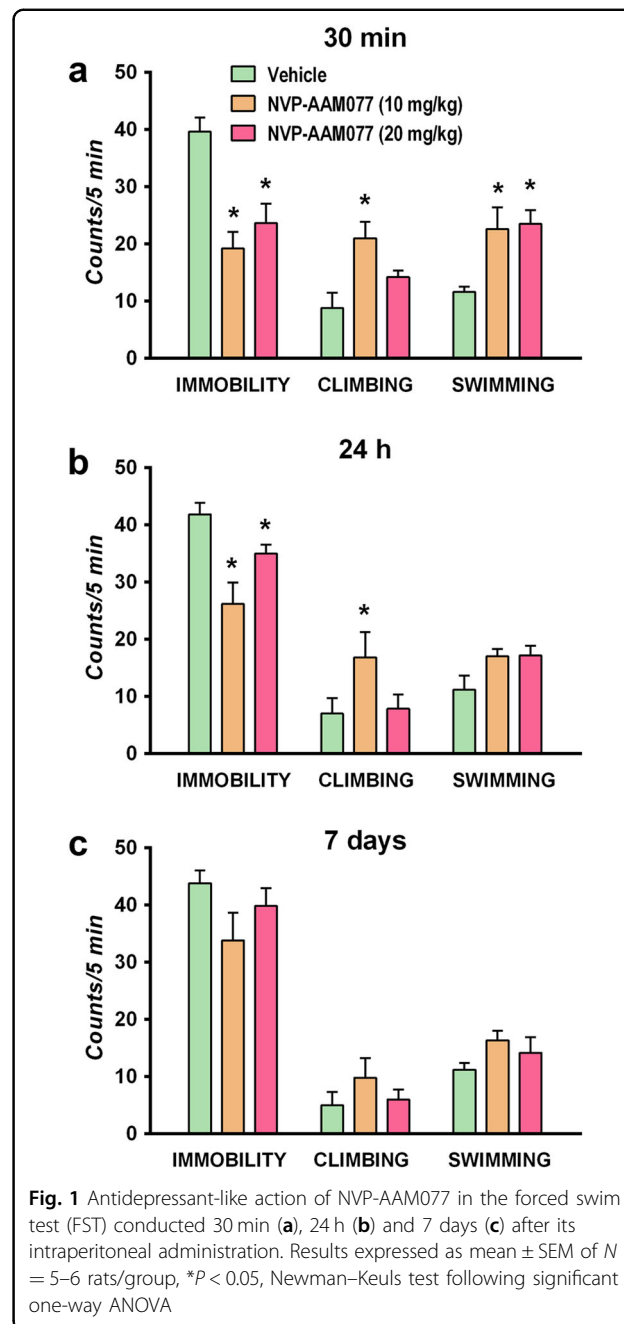 30 min
a
50
40
30
20
10
0
Counts/5 min
Vehicle
NVP-AAM077 (10 mg/kg)
NVP-AAM077 (20 mg/kg)
* * * * *
IMMOBILITY CLIMBING SWIMMING
24 h
b
50
40
30
20
10
0
Counts/5 min
* * *
IMMOBILITY CLIMBING SWIMMING
7 days
c
50
40
30
20
10
0
Counts/5 min
IMMOBILITY CLIMBING SWIMMING
Fig. 1 Antidepressant-like action of NVP-AAM077 in the forced swim
test (FST) conducted 30 min (a), 24 h (b) and 7 days (c) after its
intraperitoneal administration. Results expressed as mean ± SEM of N
= 5–6 rats/group, *P < 0.05, Newman–Keuls test following significant
one-way ANOVA